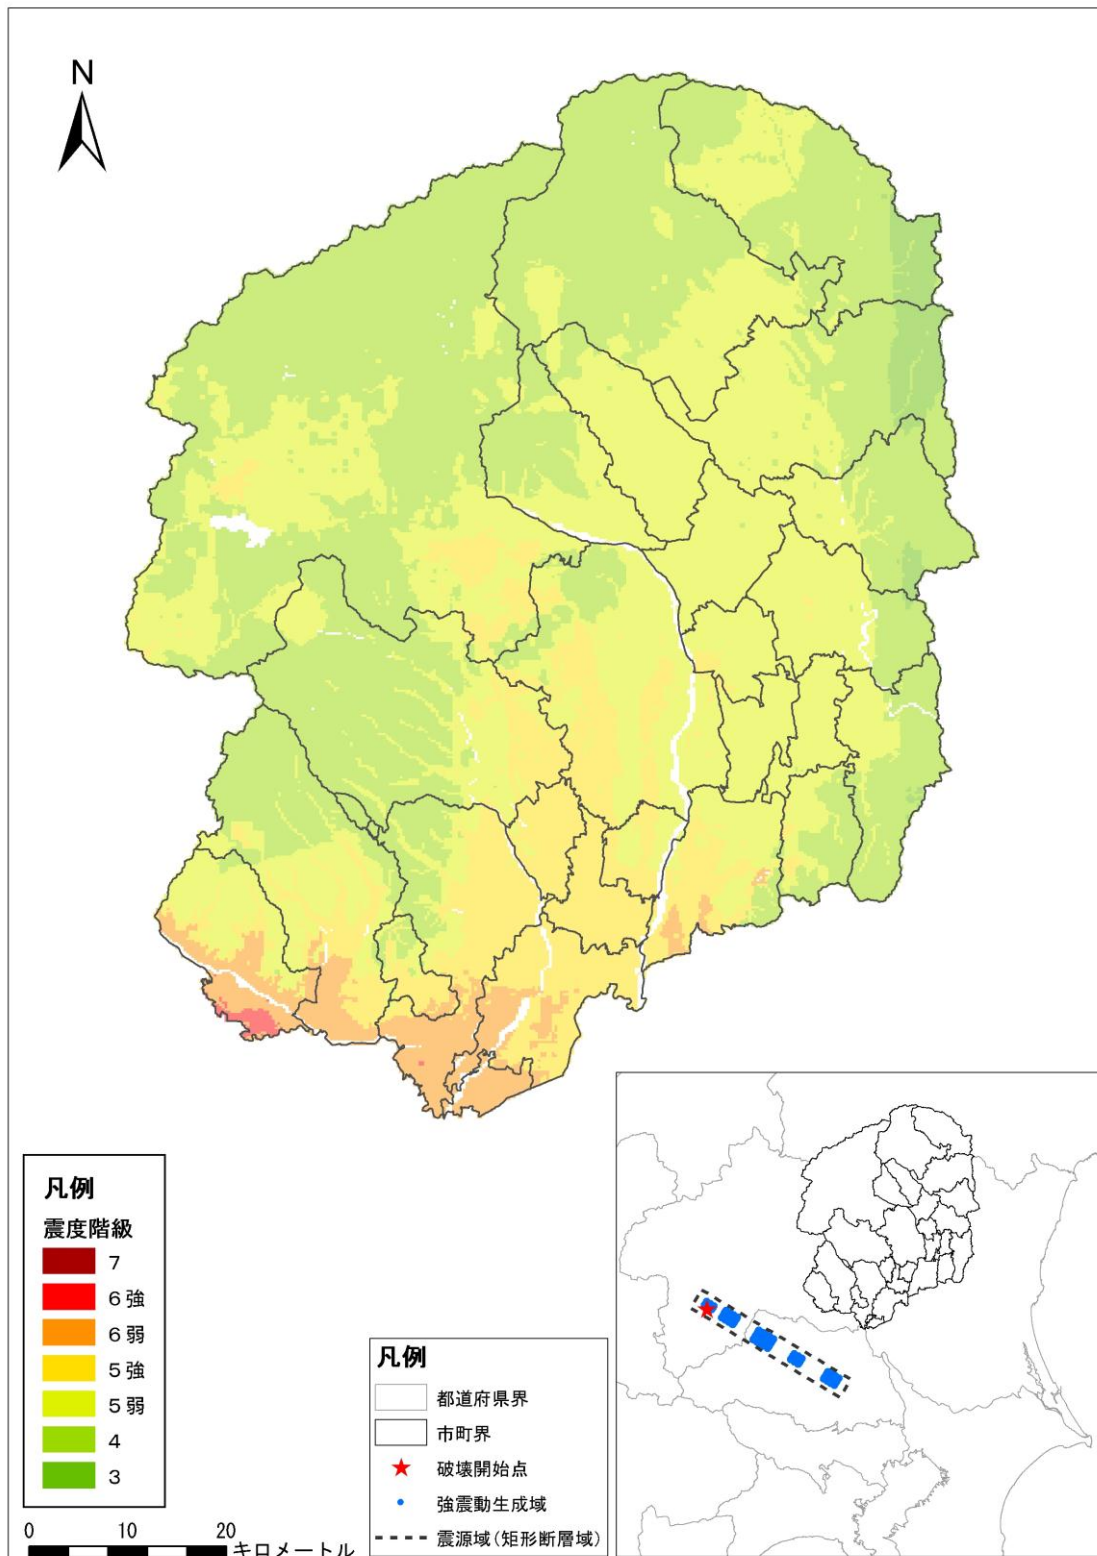 N
凡例
震度階級
7
6強
6弱
5強
5弱
4
3
0 10 20
キロメートル
凡例
都道府県界
市町界
破壊開始点
強震動生成域
震源域(矩形断層域)